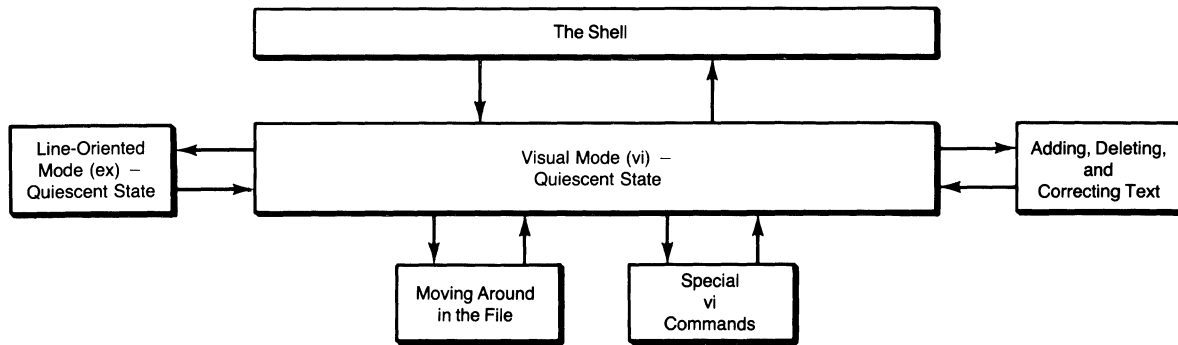 The Shell
Line-Oriented
Mode (ex) –
Quiescent State
Visual Mode (vi) –
Quiescent State
Adding, Deleting,
and
Correcting Text
Moving Around
in the File
Special
vi
Commands